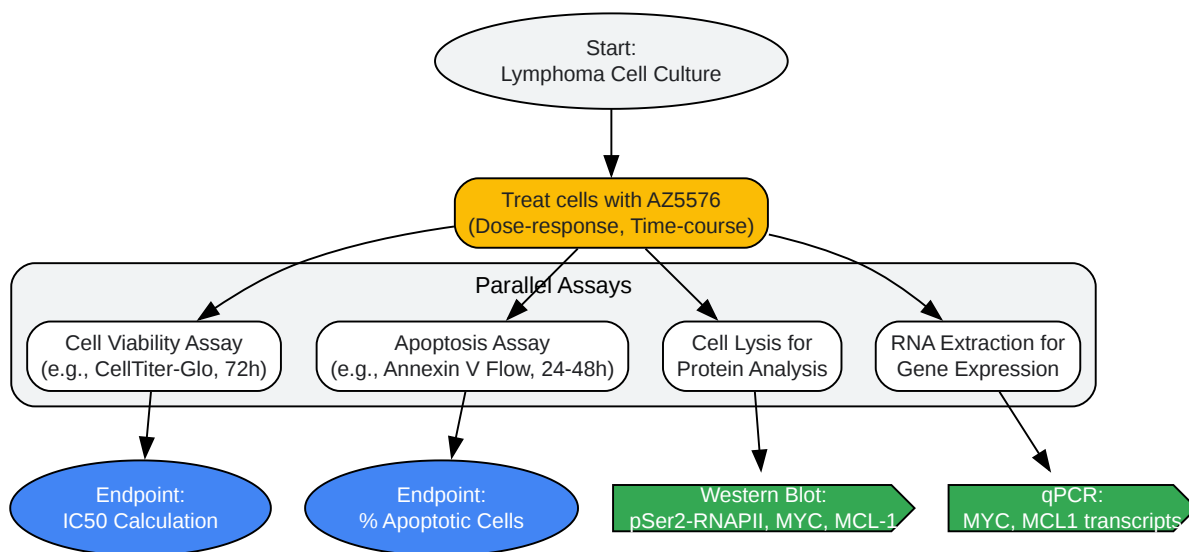 Start:
Lymphoma Cell Culture
Treat cells with AZ5576
(Dose-response, Time-course)
Parallel Assays
Cell Viability Assay
(e.g., CellTiter-Glo, 72h)
Apoptosis Assay
(e.g., Annexin V Flow, 24-48h)
Cell Lysis for
Protein Analysis
RNA Extraction for
Gene Expression
Endpoint:
IC50 Calculation
Endpoint:
% Apoptotic Cells
Western Blot:
pSer2-RNAPII, MYC, MCL-1
qPCR:
MYC, MCL1 transcripts